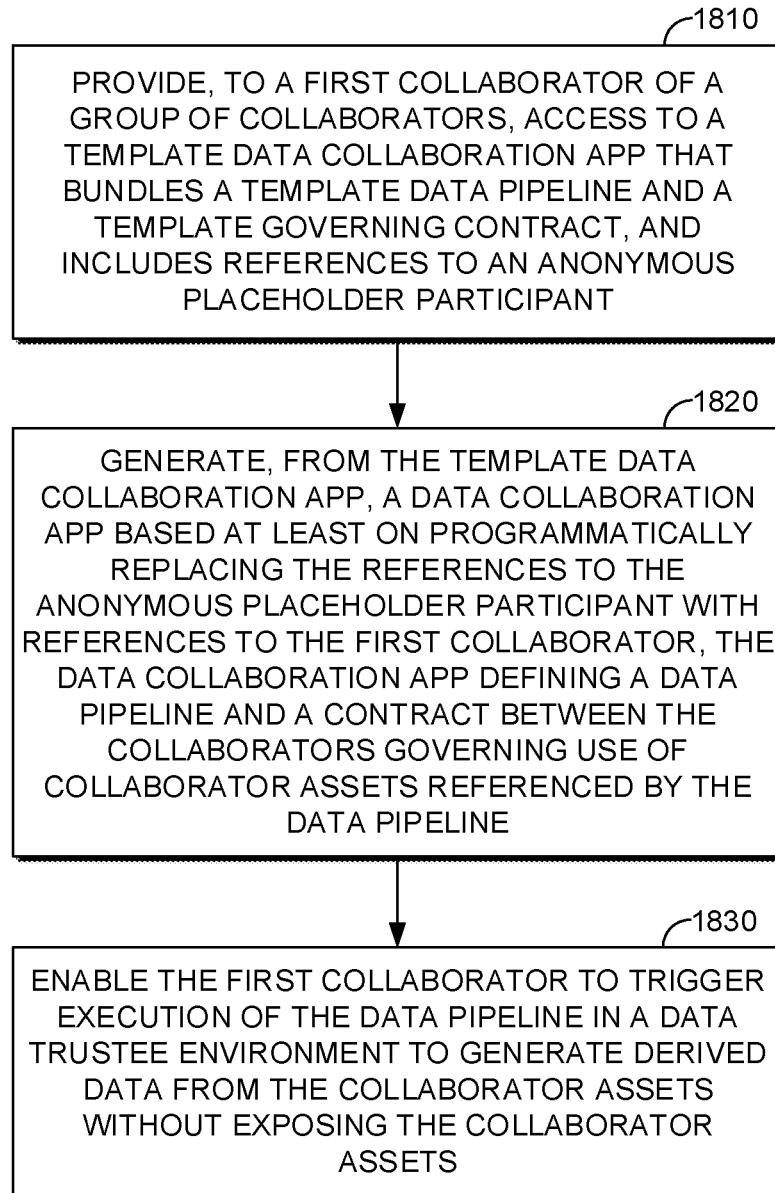 1810
PROVIDE, TO A FIRST COLLABORATOR OF A
GROUP OF COLLABORATORS, ACCESS TO A
TEMPLATE DATA COLLABORATION APP THAT
BUNDLES A TEMPLATE DATA PIPELINE AND A
TEMPLATE GOVERNING CONTRACT, AND
INCLUDES REFERENCES TO AN ANONYMOUS
PLACEHOLDER PARTICIPANT
1820
GENERATE, FROM THE TEMPLATE DATA
COLLABORATION APP, A DATA COLLABORATION
APP BASED AT LEAST ON PROGRAMMATICALLY
REPLACING THE REFERENCES TO THE
ANONYMOUS PLACEHOLDER PARTICIPANT WITH
REFERENCES TO THE FIRST COLLABORATOR, THE
DATA COLLABORATION APP DEFINING A DATA
PIPELINE AND A CONTRACT BETWEEN THE
COLLABORATORS GOVERNING USE OF
COLLABORATOR ASSETS REFERENCED BY THE
DATA PIPELINE
1830
ENABLE THE FIRST COLLABORATOR TO TRIGGER
EXECUTION OF THE DATA PIPELINE IN A DATA
TRUSTEE ENVIRONMENT TO GENERATE DERIVED
DATA FROM THE COLLABORATOR ASSETS
WITHOUT EXPOSING THE COLLABORATOR
ASSETS